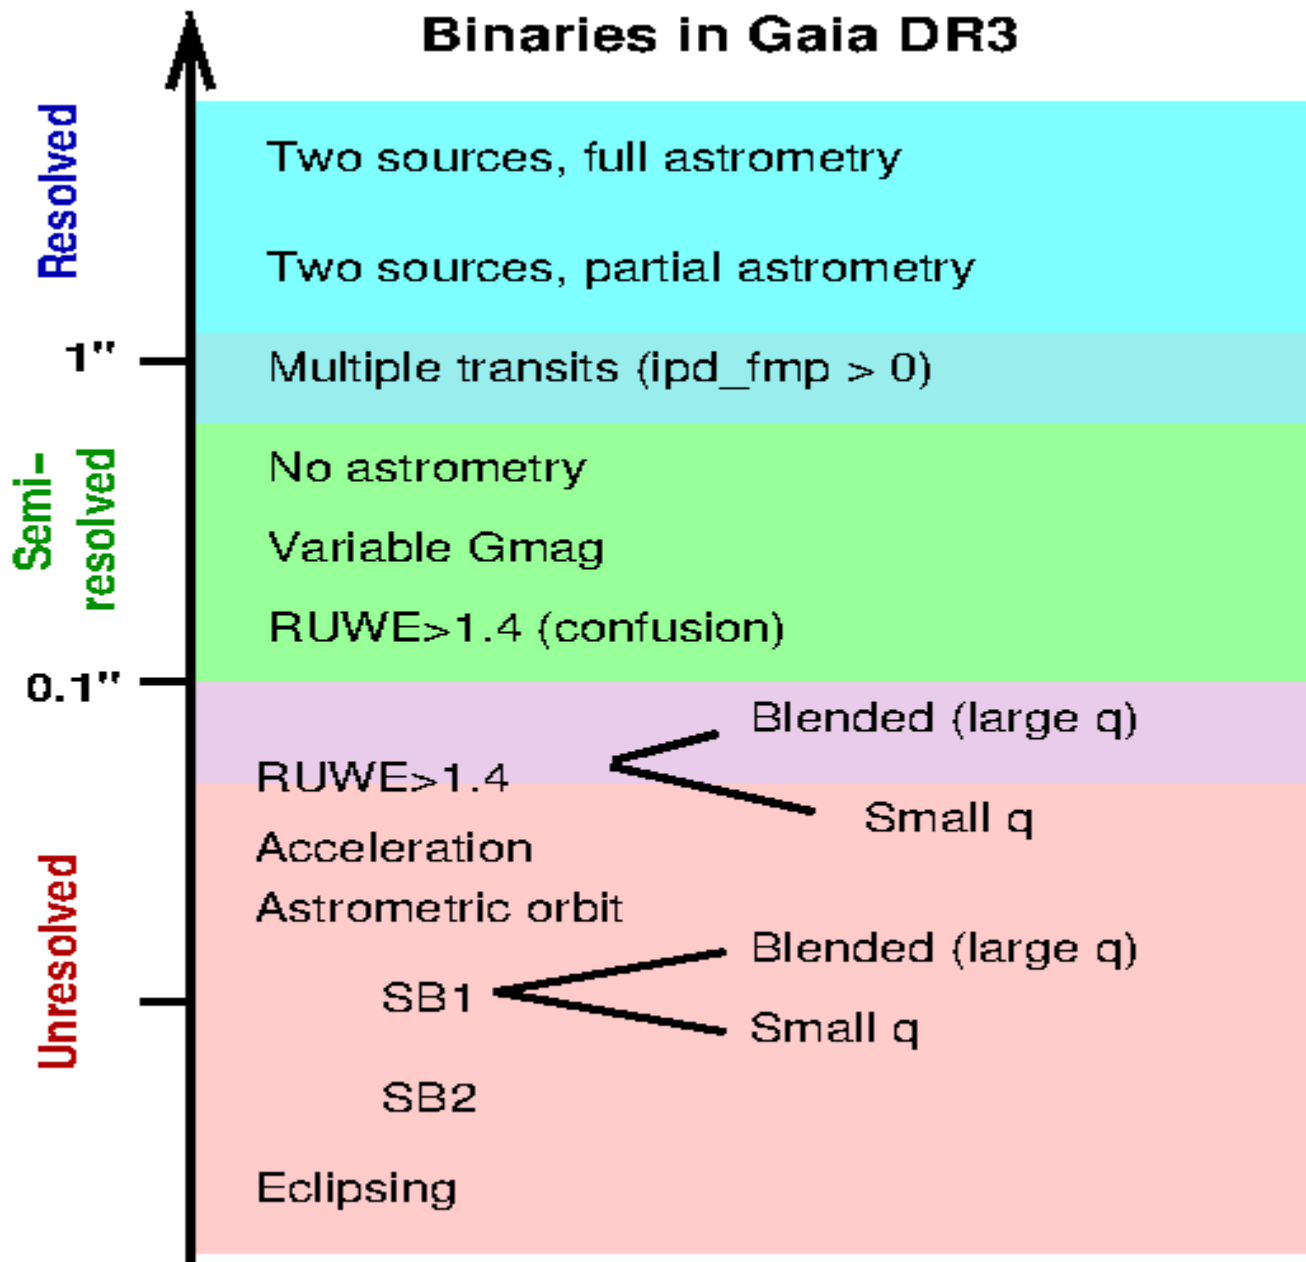 Binaries in Gaia DR3
Resolved
Two sources, full astrometry
Two sources, partial astrometry
1"
Multiple transits (ipd_fmp > 0)
Semi-
resolved
No astrometry
Variable Gmag
RUWE>1.4 (confusion)
0.1"
Blended (large q)
RUWE>1.4
Small q
Unresolved
Acceleration
Astrometric orbit
Blended (large q)
SB1
Small q
SB2
Eclipsing